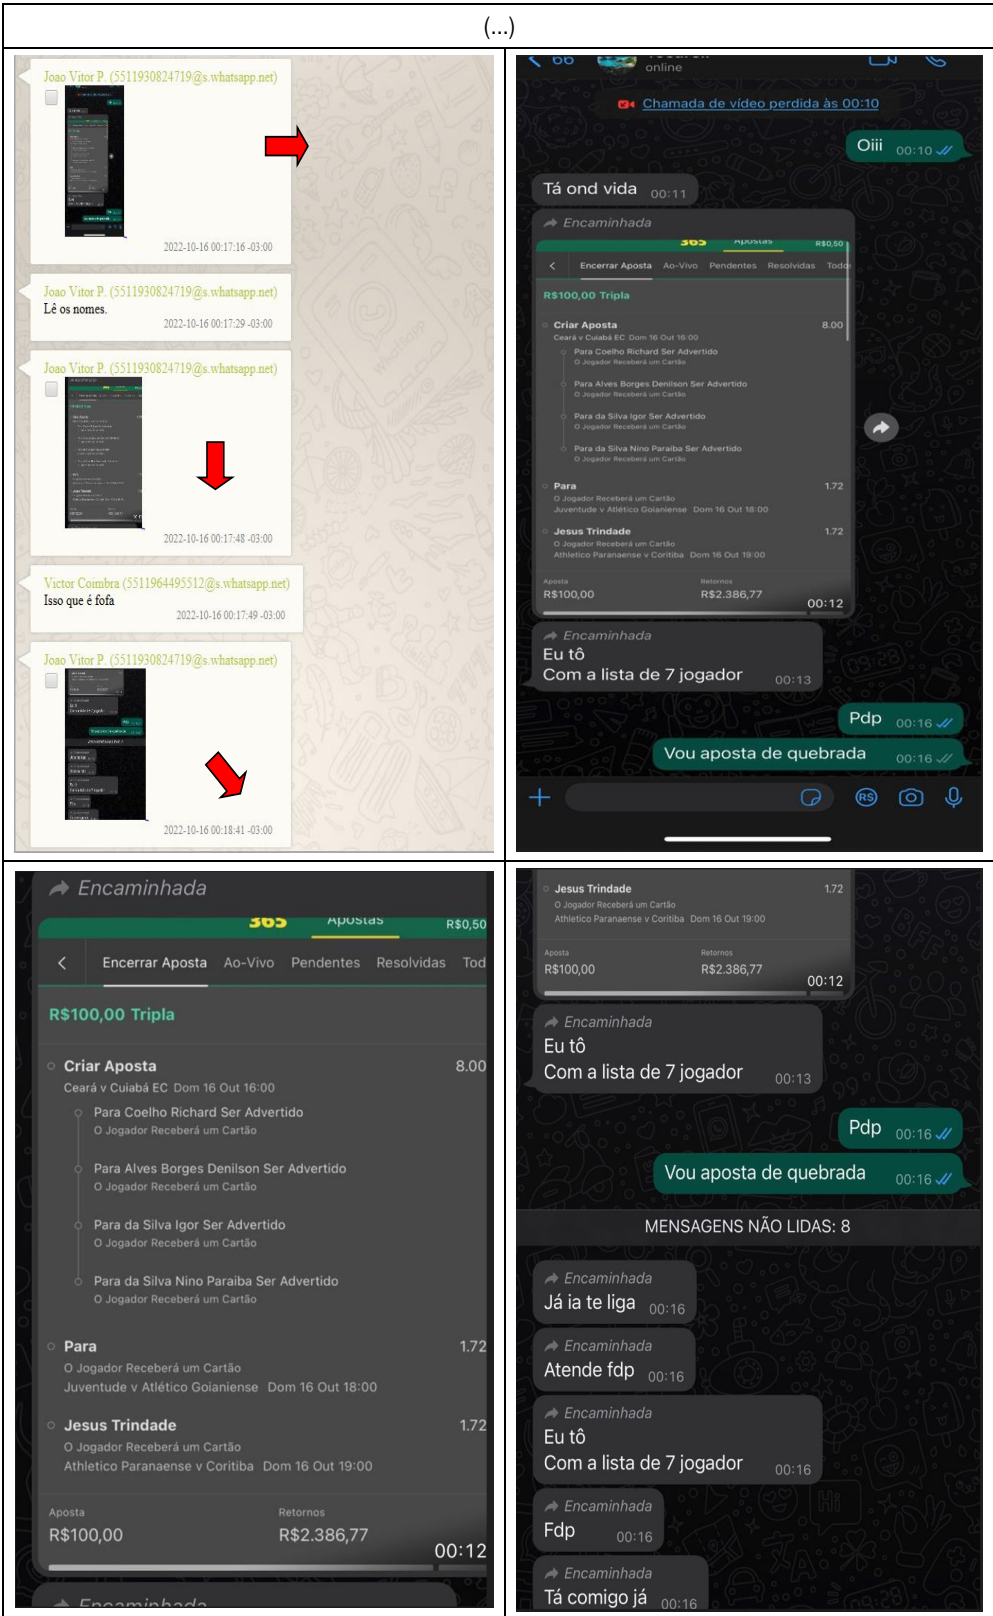 (...)
Joao Vitor P. (5511930824719@s.whatsapp.net)
2022-10-16 00:17:16 -03:00
Joao Vitor P. (5511930824719@s.whatsapp.net)
Lê os nomes.
2022-10-16 00:17:29 -03:00
Joao Vitor P. (5511930824719@s.whatsapp.net)
2022-10-16 00:17:48 -03:00
Victor Coimbra (5511964495512@s.whatsapp.net)
Isso que é fofa
2022-10-16 00:17:49 -03:00
Joao Vitor P. (5511930824719@s.whatsapp.net)
2022-10-16 00:18:41 -03:00
66
online
Chamada de vídeo perdida às 00:10
Oiii 00:10
Tá ond vida 00:11
Encaminhada
365 Apostas R$0,50
Encerrar Aposta Ao-Vivo Pendentes Resolvidas Todo
R$100,00 Tripla
Criar Aposta 8.00
Ceará v Cuiabá EC Dom 16 Out 16:00
Para Coelho Richard Ser Advertido
O Jogador Receberá um Cartão
Para Alves Borges Denilson Ser Advertido
O Jogador Receberá um Cartão
Para da Silva Igor Ser Advertido
O Jogador Receberá um Cartão
Para da Silva Nino Paraiba Ser Advertido
O Jogador Receberá um Cartão
Para 1.72
O Jogador Receberá um Cartão
Juventude v Atlético Goianiense Dom 16 Out 18:00
Jesus Trindade 1.72
O Jogador Receberá um Cartão
Athletico Paranaense v Coritiba Dom 16 Out 19:00
Aposta Retornos
R$100,00 R$2.386,77
00:12
Encaminhada
Eu tô
Com a lista de 7 jogador 00:13
Pdp 00:16
Vou aposta de quebrada 00:16
RS
Encaminhada
365 Apostas R$0,50
Encerrar Aposta Ao-Vivo Pendentes Resolvidas Tod
R$100,00 Tripla
Criar Aposta 8.00
Ceará v Cuiabá EC Dom 16 Out 16:00
Para Coelho Richard Ser Advertido
O Jogador Receberá um Cartão
Para Alves Borges Denilson Ser Advertido
O Jogador Receberá um Cartão
Para da Silva Igor Ser Advertido
O Jogador Receberá um Cartão
Para da Silva Nino Paraiba Ser Advertido
O Jogador Receberá um Cartão
Para 1.72
O Jogador Receberá um Cartão
Juventude v Atlético Goianiense Dom 16 Out 18:00
Jesus Trindade 1.72
O Jogador Receberá um Cartão
Athletico Paranaense v Coritiba Dom 16 Out 19:00
Aposta Retornos
R$100,00 R$2.386,77
00:12
Encaminhada
Jesus Trindade 1.72
O Jogador Receberá um Cartão
Athletico Paranaense v Coritiba Dom 16 Out 19:00
Aposta Retornos
R$100,00 R$2.386,77
00:12
Encaminhada
Eu tô
Com a lista de 7 jogador 00:13
Pdp 00:16
Vou aposta de quebrada 00:16
MENSAGENS NÃO LIDAS: 8
Encaminhada
Já ia te liga 00:16
Encaminhada
Atende fdp 00:16
Encaminhada
Eu tô
Com a lista de 7 jogador 00:16
Encaminhada
Fdp 00:16
Encaminhada
Tá comigo já 00:16